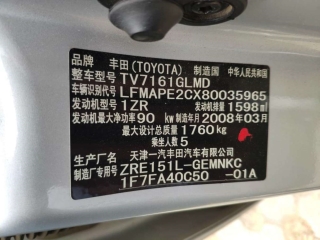 品牌 丰田(TOYOTA) 制造国 中华人民共和国
整车型号 TV7161GLMD
车辆识别代号 LFMAPE2CX80035965
发动机型号 1ZR 发动机排量 1598 ml
发动机最大净功率 90 kw 制造年月 2008年03月
最大设计总质量 1760kg
乘坐人数 5
生产厂名 天津一汽丰田汽车有限公司
制造厂专用号 ZRE151L-GEMNKC
1F7FA40C50 -01A